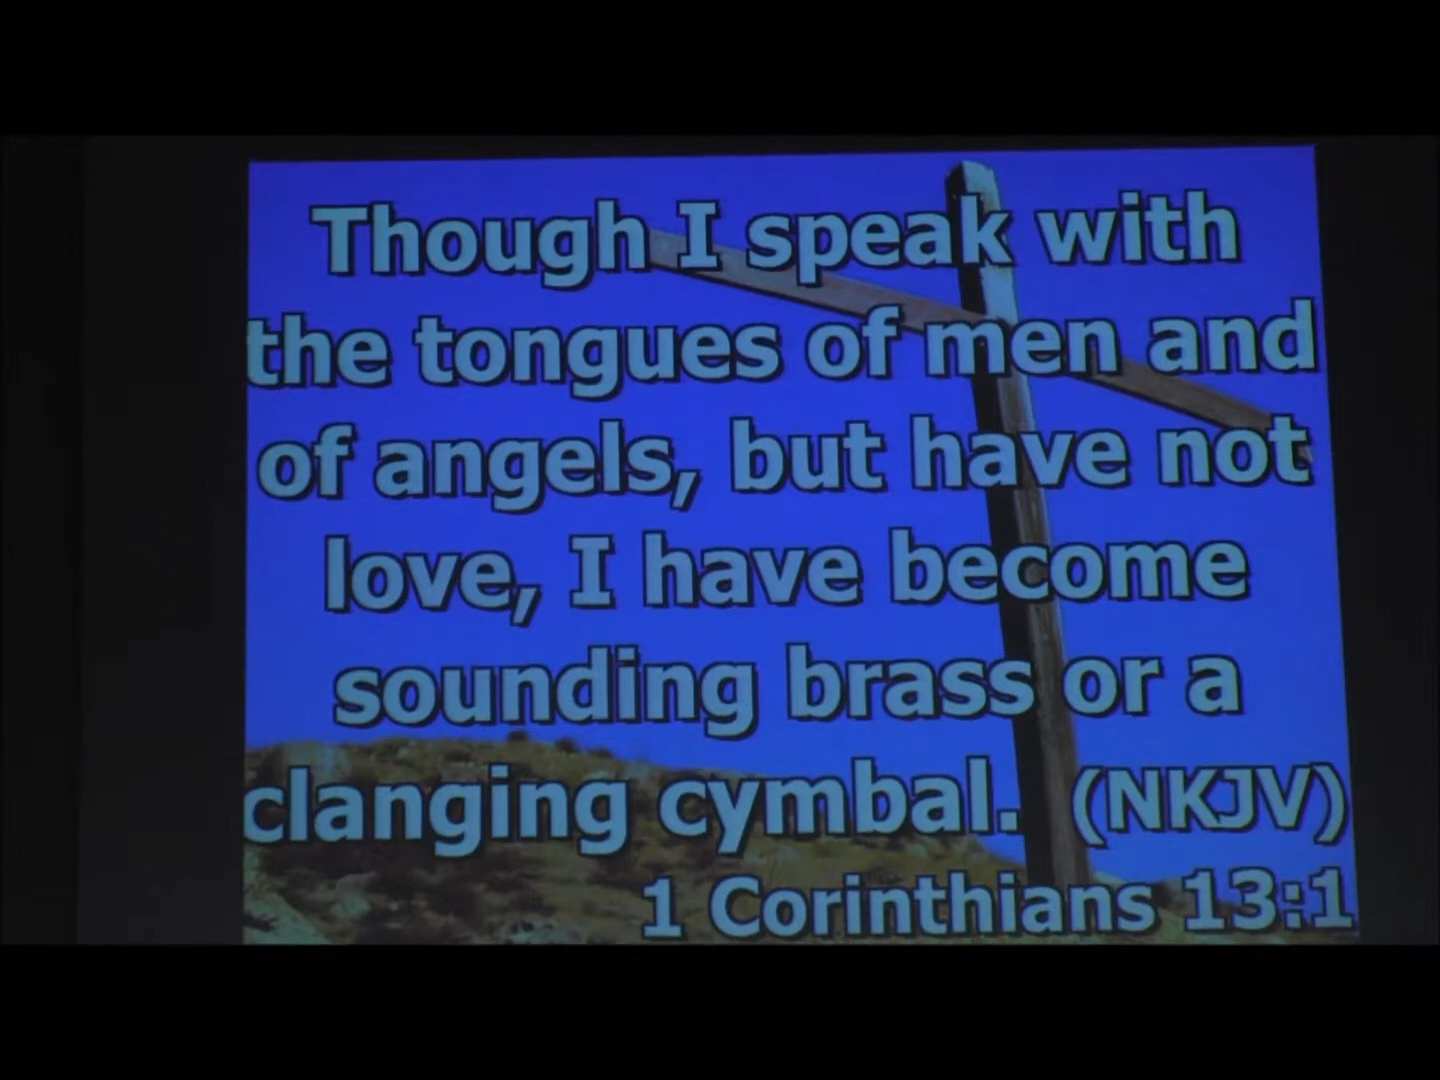 Though I speak with
the tongues of men and
of angels, but have not
love, I have become
sounding brass or a
clanging cymbal. (NKJV)
1 Corinthians 13:1